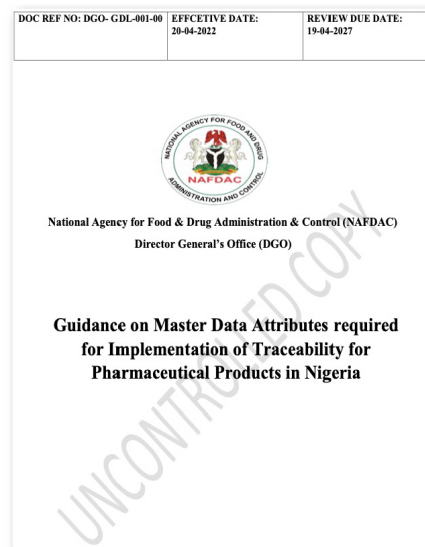 DOC REF NO: DGO- GDL-001-00 EFFCETIVE DATE: REVIEW DUE DATE:
20-04-2022 19-04-2027
NATIONAL AGENCY FOR FOOD AND DRUG
NAFDAC
ADMINISTRATION AND CONTROL
National Agency for Food & Drug Administration & Control (NAFDAC)
Director General's Office (DGO)
Guidance on Master Data Attributes required
for Implementation of Traceability for
Pharmaceutical Products in Nigeria
UNCONTROLLED COPY